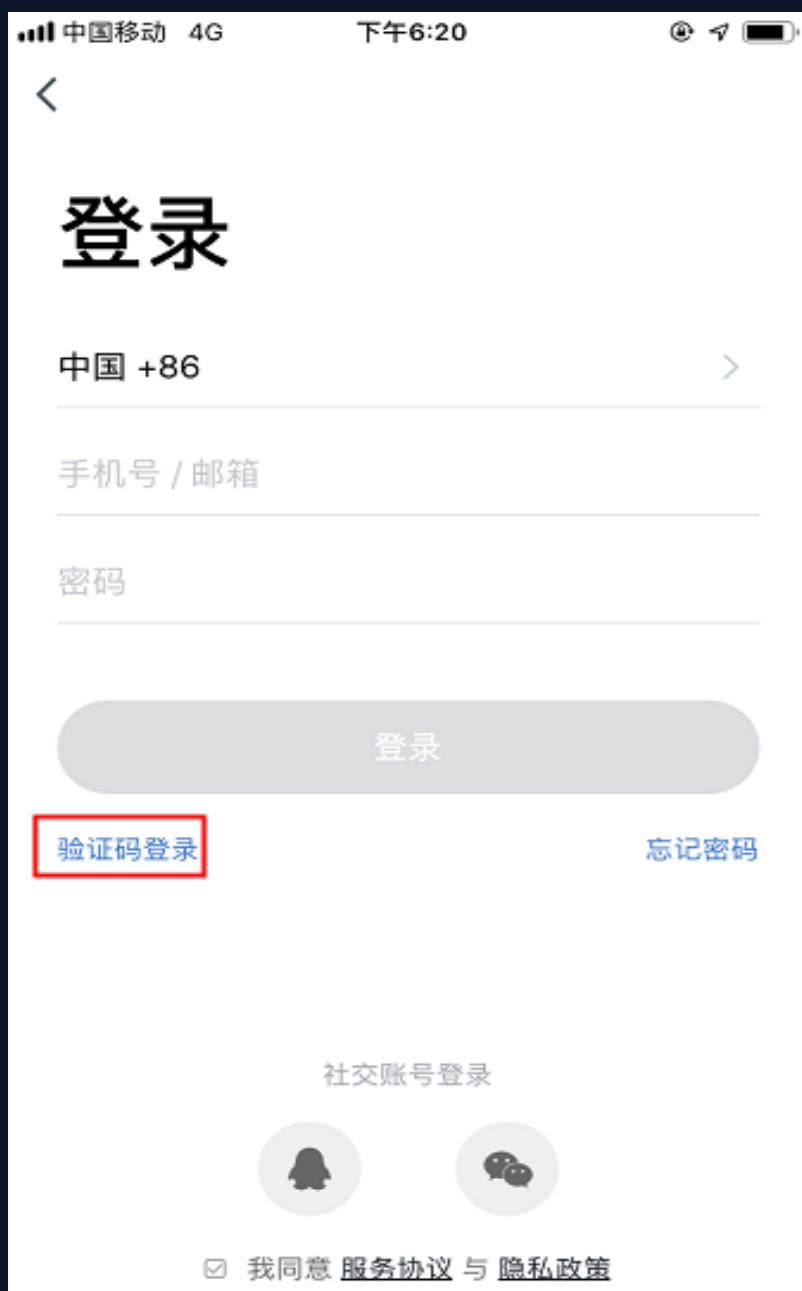 中国移动 4G 下午6:20
登录
中国 +86
手机号 / 邮箱
密码
登录
验证码登录 忘记密码
社交账号登录
我同意 服务协议 与 隐私政策